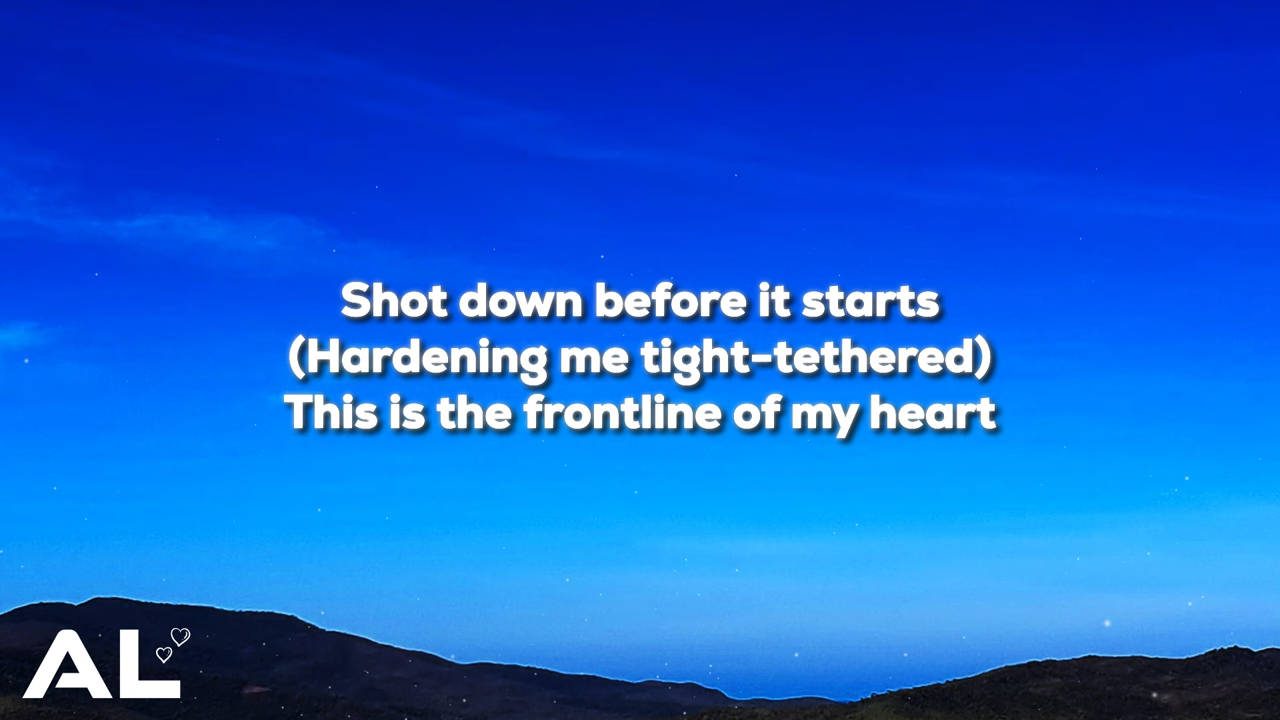 Shot down before it starts
(Hardening me tight-tethered)
This is the frontline of my heart
AL